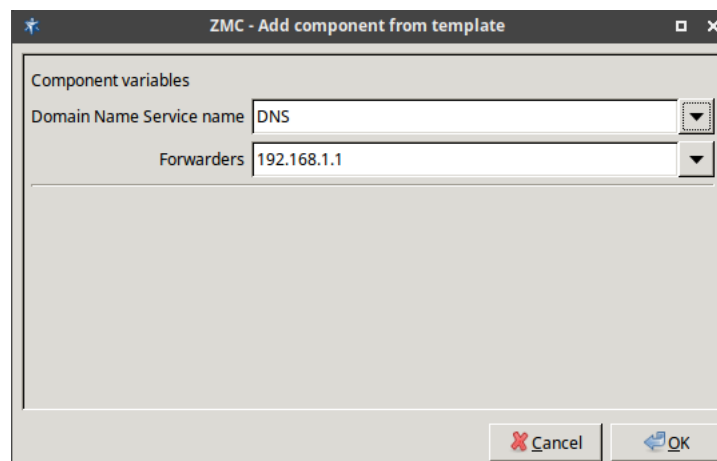 ZMC - Add component from template
Component variables
Domain Name Service name DNS
Forwarders 192.168.1.1
Cancel OK